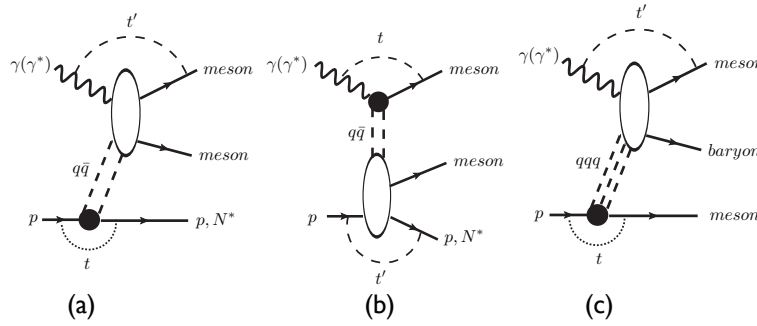 t′
γ(γ*)
meson
meson
qq̄
p
p, N*
t
(a)
t
γ(γ*)
meson
qq̄
meson
p
p, N*
t′
(b)
t′
γ(γ*)
meson
baryon
qqq
p
meson
t
(c)